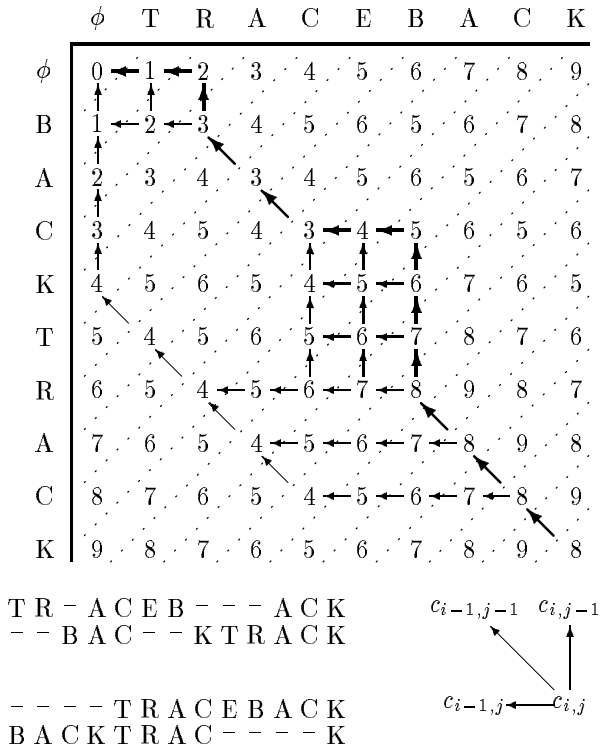 ϕ T R A C E B A C K
ϕ 0 1 2 3 4 5 6 7 8 9
B 1 2 3 4 5 6 5 6 7 8
A 2 3 4 3 4 5 6 5 6 7
C 3 4 5 4 3 4 5 6 5 6
K 4 5 6 5 4 5 6 7 6 5
T 5 4 5 6 5 6 7 8 7 6
R 6 5 4 5 6 7 8 9 8 7
A 7 6 5 4 5 6 7 8 9 8
C 8 7 6 5 4 5 6 7 8 9
K 9 8 7 6 5 6 7 8 9 8
T R – A C E B – – – A C K
– – B A C – – K T R A C K
c_{i−1,j−1} c_{i,j−1}
c_{i−1,j} c_{i,j}
– – – – T R A C E B A C K
B A C K T R A C – – – – K